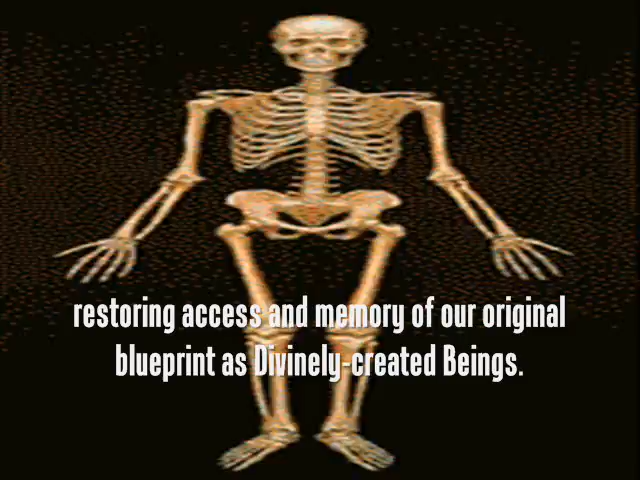 restoring access and memory of our original
blueprint as Divinely-created Beings.